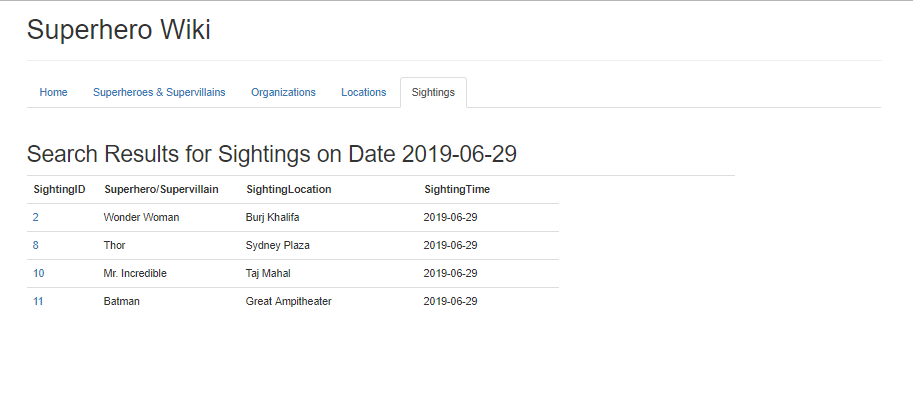 Superhero Wiki
Home Superheroes & Supervillains Organizations Locations Sightings
Search Results for Sightings on Date 2019-06-29
SightingID Superhero/Supervillain SightingLocation SightingTime
2 Wonder Woman Burj Khalifa 2019-06-29
8 Thor Sydney Plaza 2019-06-29
10 Mr. Incredible Taj Mahal 2019-06-29
11 Batman Great Ampitheater 2019-06-29